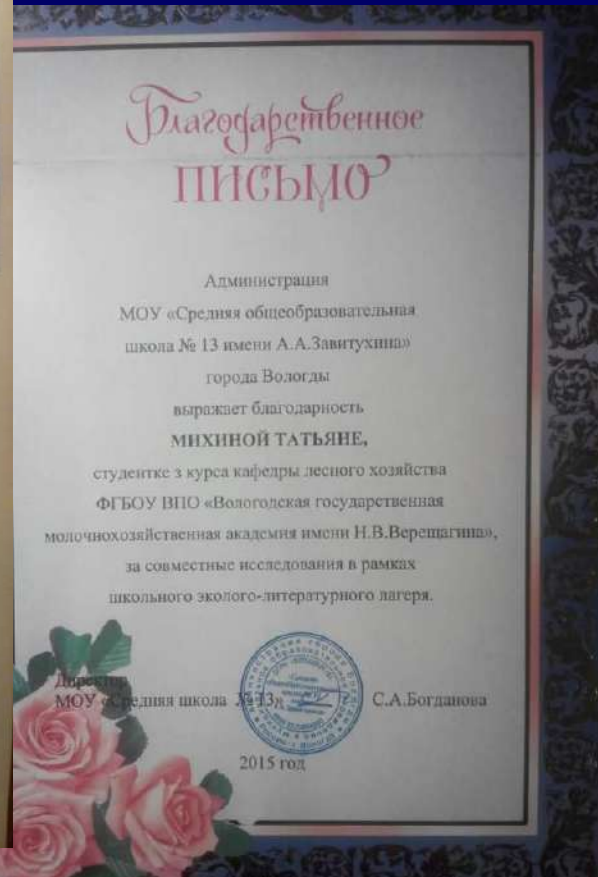 Благодарственное
ПИСЬМО
Администрация
МОУ «Средняя общеобразовательная
школа № 13 имени А.А.Завитухина»
города Вологды
выражает благодарность
МИХИНОЙ ТАТЬЯНЕ,
студентке 3 курса кафедры лесного хозяйства
ФГБОУ ВПО «Вологодская государственная
молочнохозяйственная академия имени Н.В.Верещагина»,
за совместные исследования в рамках
школьного эколого-литературного лагеря.
Директор
МОУ «Средняя школа №13» С.А.Богданова
2015 год